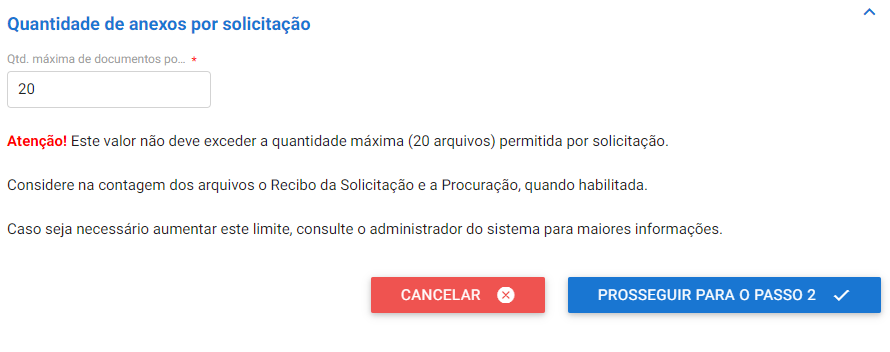 Quantidade de anexos por solicitação
Qtd. máxima de documentos po... *
20
Atenção! Este valor não deve exceder a quantidade máxima (20 arquivos) permitida por solicitação.
Considere na contagem dos arquivos o Recibo da Solicitação e a Procuração, quando habilitada.
Caso seja necessário aumentar este limite, consulte o administrador do sistema para maiores informações.
CANCELAR
PROSSEGUIR PARA O PASSO 2